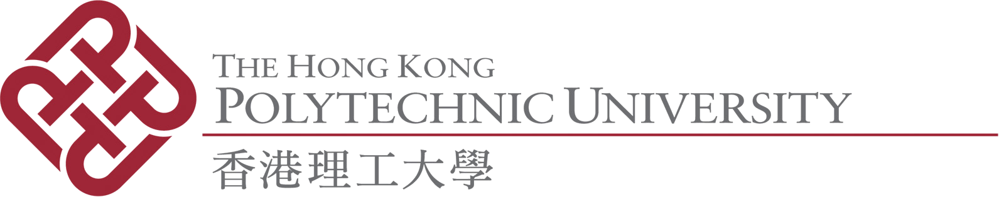 THE HONG KONG
POLYTECHNIC UNIVERSITY
香港理工大學